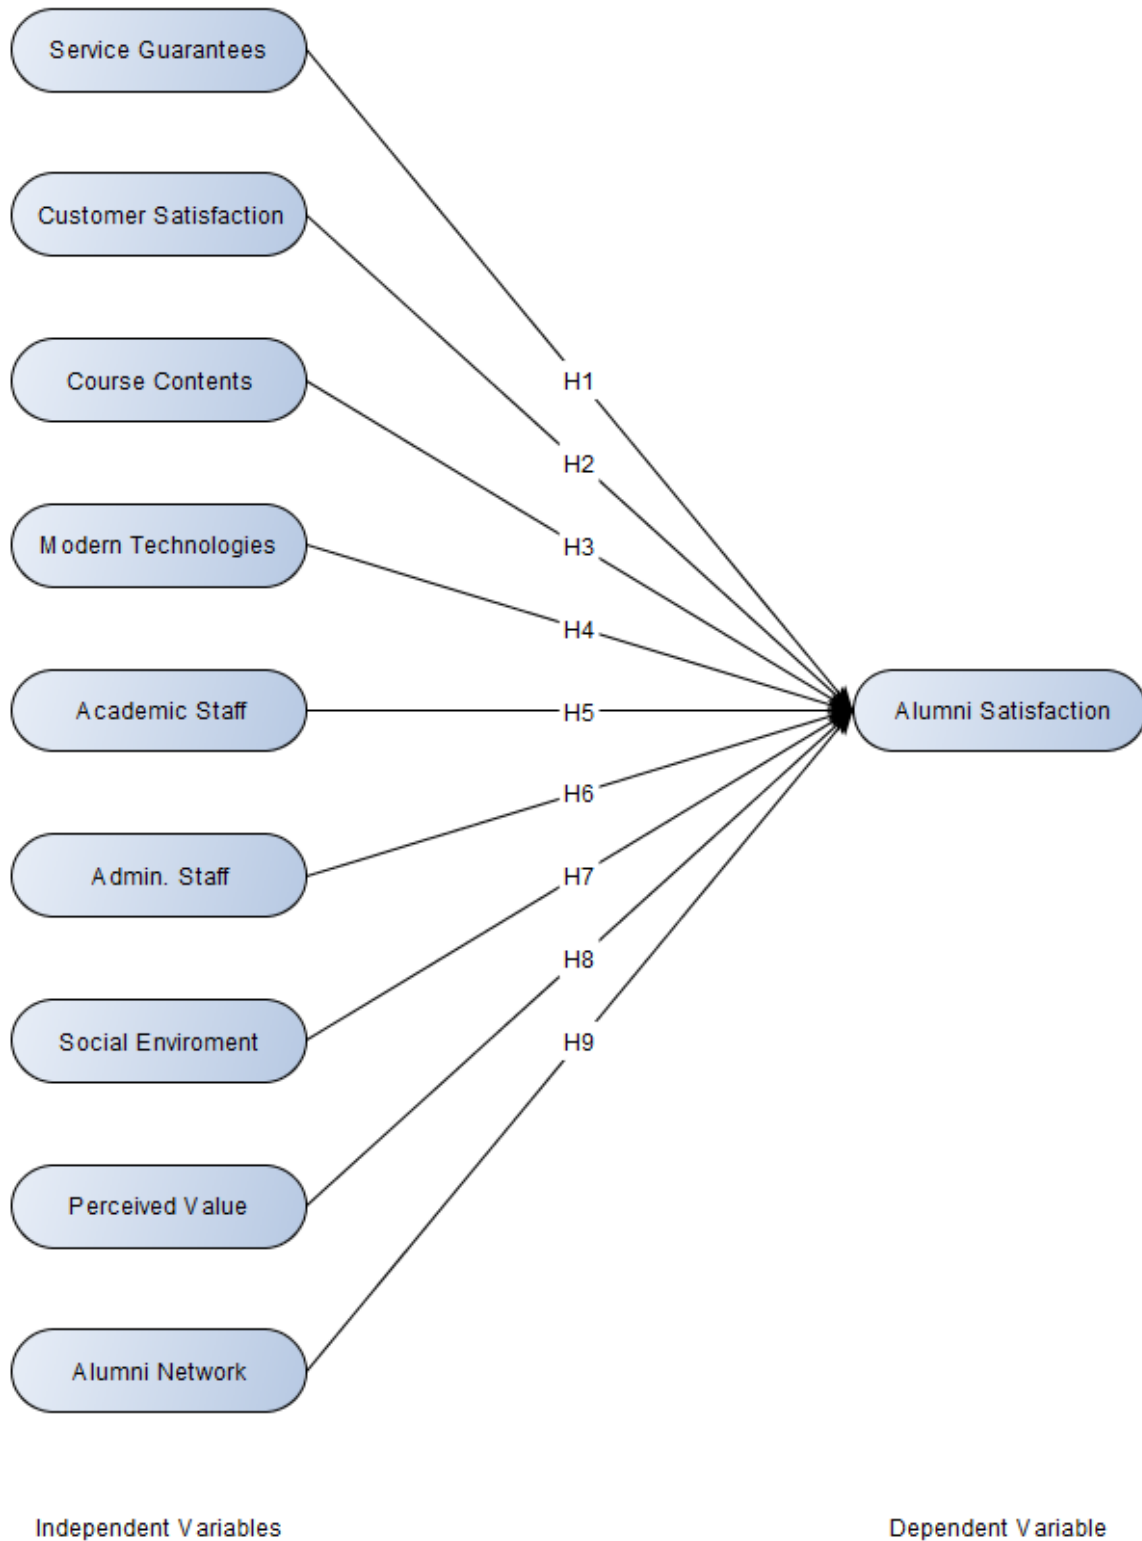 Service Guarantees
Customer Satisfaction
Course Contents
Modern Technologies
Academic Staff
Admin. Staff
Social Enviroment
Perceived Value
Alumni Network
H1
H2
H3
H4
H5
H6
H7
H8
H9
Alumni Satisfaction
Independent Variables
Dependent Variable